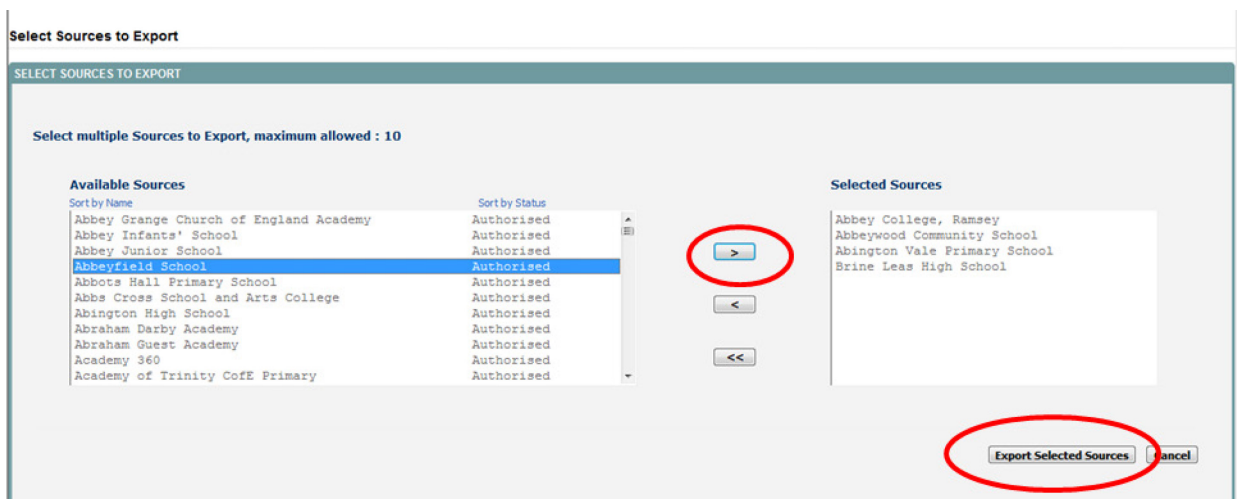 Select Sources to Export
SELECT SOURCES TO EXPORT
Select multiple Sources to Export, maximum allowed : 10
Available Sources
Sort by Name Sort by Status
Abbey Grange Church of England Academy Authorised
Abbey Infants' School Authorised
Abbey Junior School Authorised
Abbeyfield School Authorised
Abbots Hall Primary School Authorised
Abbs Cross School and Arts College Authorised
Abington High School Authorised
Abraham Darby Academy Authorised
Abraham Guest Academy Authorised
Academy 360 Authorised
Academy of Trinity CofE Primary Authorised
>
<
<<
Selected Sources
Abbey College, Ramsey
Abbeywood Community School
Abington Vale Primary School
Brine Leas High School
Export Selected Sources Cancel